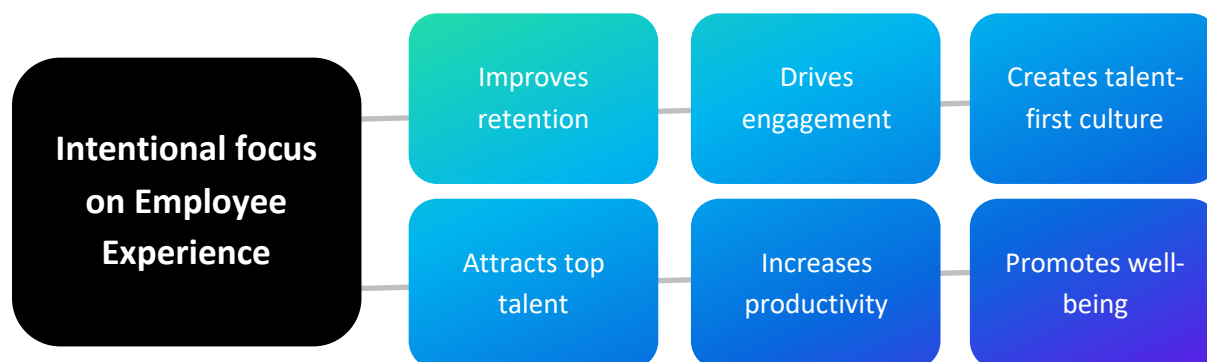 Intentional focus
on Employee
Experience
Improves
retention
Drives
engagement
Creates talent-
first culture
Attracts top
talent
Increases
productivity
Promotes well-
being